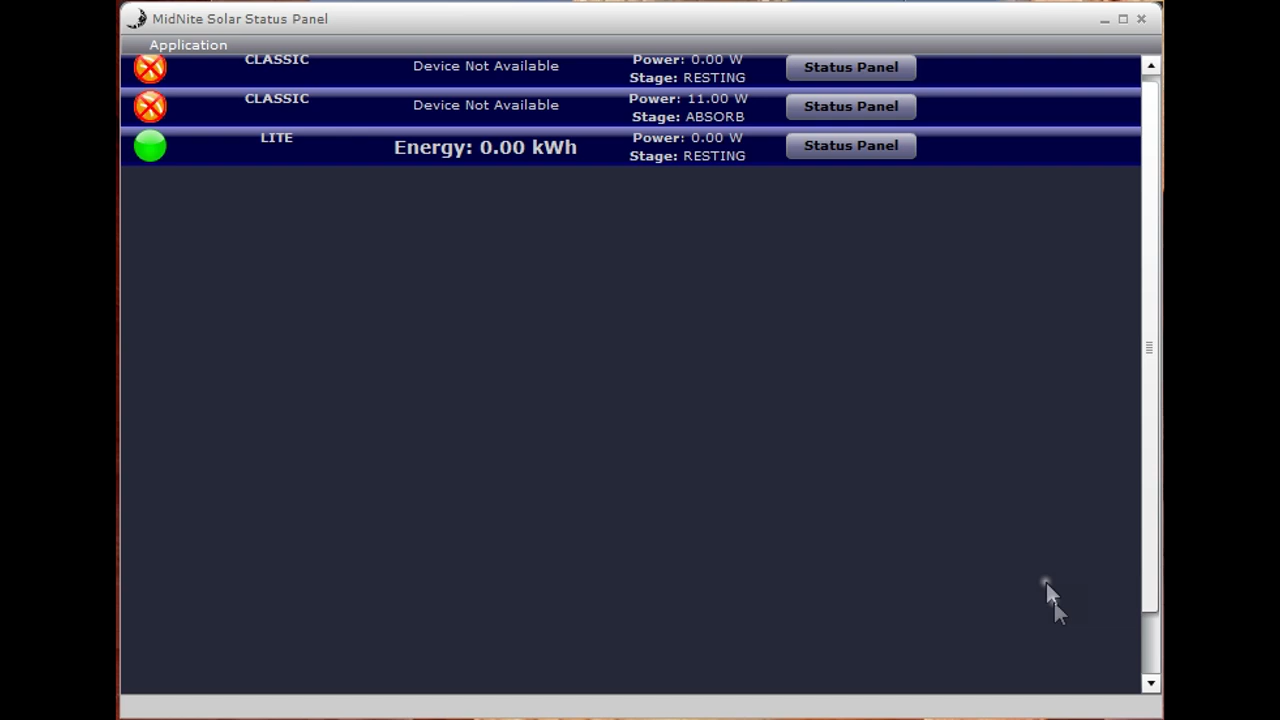 MidNite Solar Status Panel
Application
CLASSIC
Device Not Available
Power: 0.00 W
Stage: RESTING
Status Panel
CLASSIC
Device Not Available
Power: 11.00 W
Stage: ABSORB
Status Panel
LITE
Energy: 0.00 kWh
Power: 0.00 W
Stage: RESTING
Status Panel